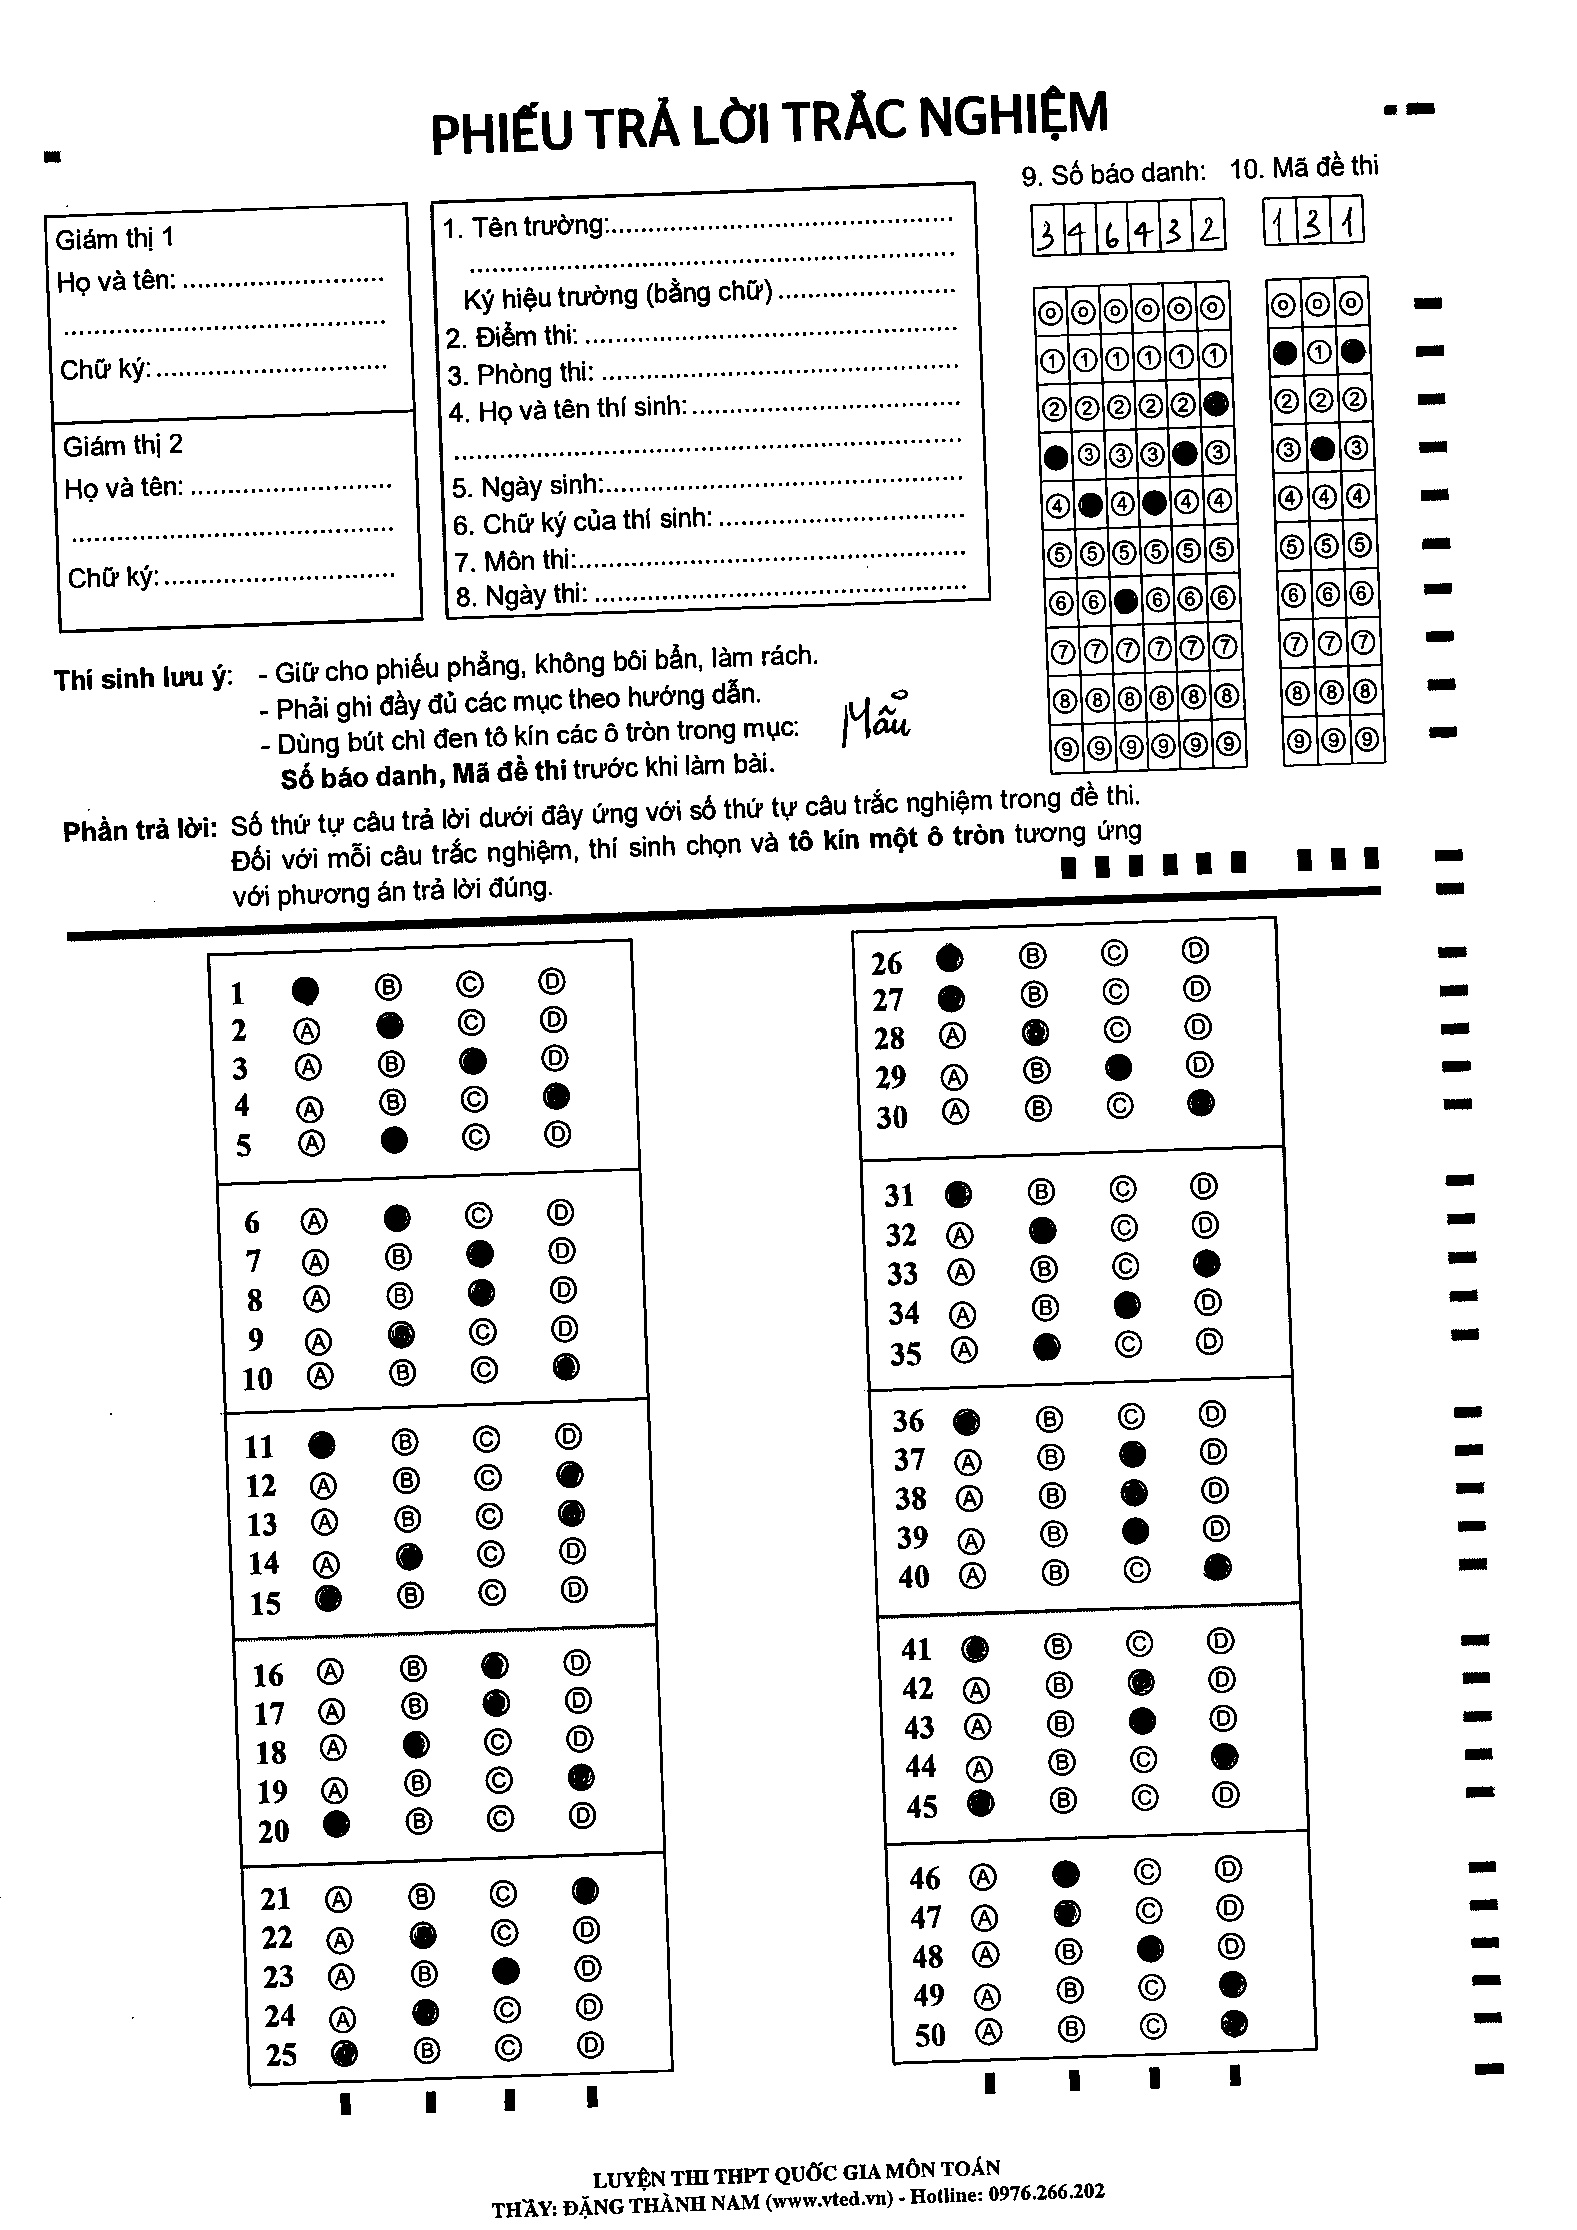 PHIẾU TRẢ LỜI TRẮC NGHIỆM
Giám thị 1
Họ và tên: ..............................
..................................................
Chữ ký: ..................................
Giám thị 2
Họ và tên: ..............................
..................................................
Chữ ký: ..................................
1. Tên trường: ..................................................
..................................................
Ký hiệu trường (bằng chữ) ..............................
2. Điểm thi: ..................................................
3. Phòng thi: ..................................................
4. Họ và tên thí sinh: ........................................
..................................................
5. Ngày sinh: ..................................................
6. Chữ ký của thí sinh: ........................................
7. Môn thi: ..................................................
8. Ngày thi: ..................................................
9. Số báo danh: 10. Mã đề thi
3 4 6 4 3 2 1 3 1
0 0 0 0 0 0 0 0 0
1 1 1 1 1 1 ● 1 ●
2 2 2 2 2 ● 2 2 2
● 3 3 3 ● 3 3 ● 3
4 ● 4 ● 4 4 4 4 4
5 5 5 5 5 5 5 5 5
6 6 ● 6 6 6 6 6 6
7 7 7 7 7 7 7 7 7
8 8 8 8 8 8 8 8 8
9 9 9 9 9 9 9 9 9
Thí sinh lưu ý: - Giữ cho phiếu phẳng, không bôi bẩn, làm rách.
- Phải ghi đầy đủ các mục theo hướng dẫn.
- Dùng bút chì đen tô kín các ô tròn trong mục:
Số báo danh, Mã đề thi trước khi làm bài.
Mẫu
Phần trả lời: Số thứ tự câu trả lời dưới đây ứng với số thứ tự câu trắc nghiệm trong đề thi.
Đối với mỗi câu trắc nghiệm, thí sinh chọn và tô kín một ô tròn tương ứng
với phương án trả lời đúng.
1 ● B C D
2 A ● C D
3 A B ● D
4 A B C ●
5 A ● C D
6 A ● C D
7 A B ● D
8 A B ● D
9 A ● C D
10 A B C ●
11 ● B C D
12 A B C ●
13 A B C ●
14 A ● C D
15 ● B C D
16 A B ● D
17 A B ● D
18 A ● C D
19 A B C ●
20 ● B C D
21 A B C ●
22 A ● C D
23 A B ● D
24 A ● C D
25 ● B C D
26 ● B C D
27 ● B C D
28 A ● C D
29 A B ● D
30 A B C ●
31 ● B C D
32 A ● C D
33 A B C ●
34 A B ● D
35 A ● C D
36 ● B C D
37 A B ● D
38 A B ● D
39 A B ● D
40 A B C ●
41 ● B C D
42 A B ● D
43 A B ● D
44 A B C ●
45 ● B C D
46 A ● C D
47 A ● C D
48 A B ● D
49 A B C ●
50 A B C ●
LUYỆN THI THPT QUỐC GIA MÔN TOÁN
THẦY: ĐẶNG THÀNH NAM (www.vted.vn) - Hotline: 0976.266.202